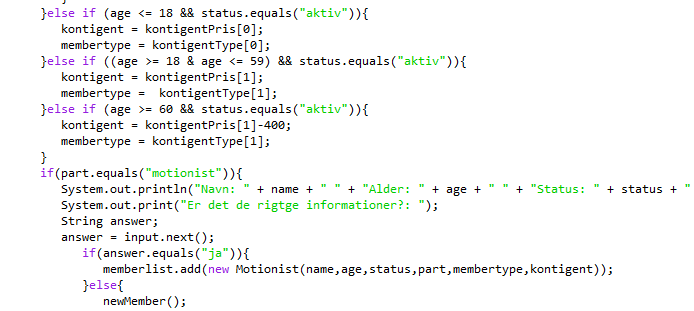 }else if (age <= 18 && status.equals("aktiv")){
kontigent = kontigentPris[0];
membertype = kontigentType[0];
}else if ((age >= 18 & age <= 59) && status.equals("aktiv")){
kontigent = kontigentPris[1];
membertype =  kontigentType[1];
}else if (age >= 60 && status.equals("aktiv")){
kontigent = kontigentPris[1]-400;
membertype = kontigentType[1];
}
if(part.equals("motionist")){
System.out.println("Navn: " + name + " " + "Alder: " + age + " " + "Status: " + status + "
System.out.print("Er det de rigtge informationer?: ");
String answer;
answer = input.next();
if(answer.equals("ja")){
memberlist.add(new Motionist(name,age,status,part,membertype,kontigent));
}else{
newMember();